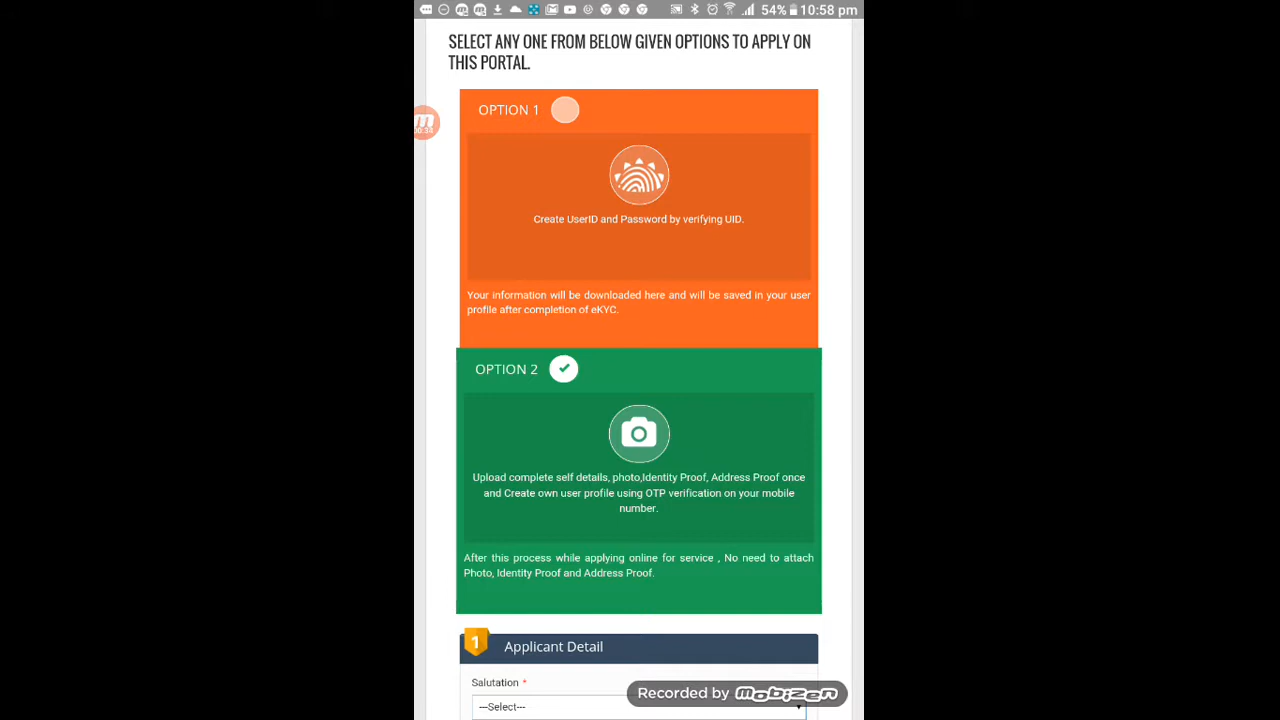 54% 10:58 pm
SELECT ANY ONE FROM BELOW GIVEN OPTIONS TO APPLY ON
THIS PORTAL.
OPTION 1
Create UserID and Password by verifying UID.
Your information will be downloaded here and will be saved in your user
profile after completion of eKYC.
OPTION 2
Upload complete self details, photo,Identity Proof, Address Proof once
and Create own user profile using OTP verification on your mobile
number.
After this process while applying online for service , No need to attach
Photo, Identity Proof and Address Proof.
1 Applicant Detail
Salutation *
---Select---
Recorded by mobizen